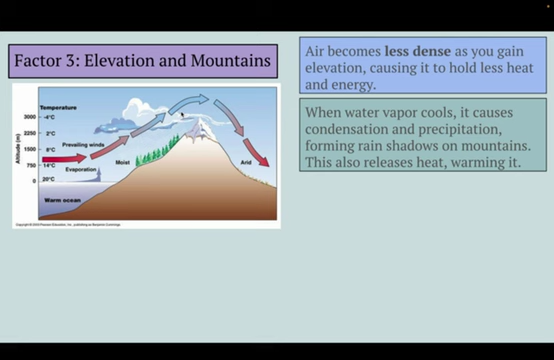 Factor 3: Elevation and Mountains
Air becomes less dense as you gain
elevation, causing it to hold less heat
and energy.
When water vapor cools, it causes
condensation and precipitation,
forming rain shadows on mountains.
This also releases heat, warming it.
Temperature
3000 -4°C
2250 2°C
Prevailing winds
1500 8°C
750 14°C
Evaporation
0 20°C
Altitude (m)
Moist
Arid
Warm ocean